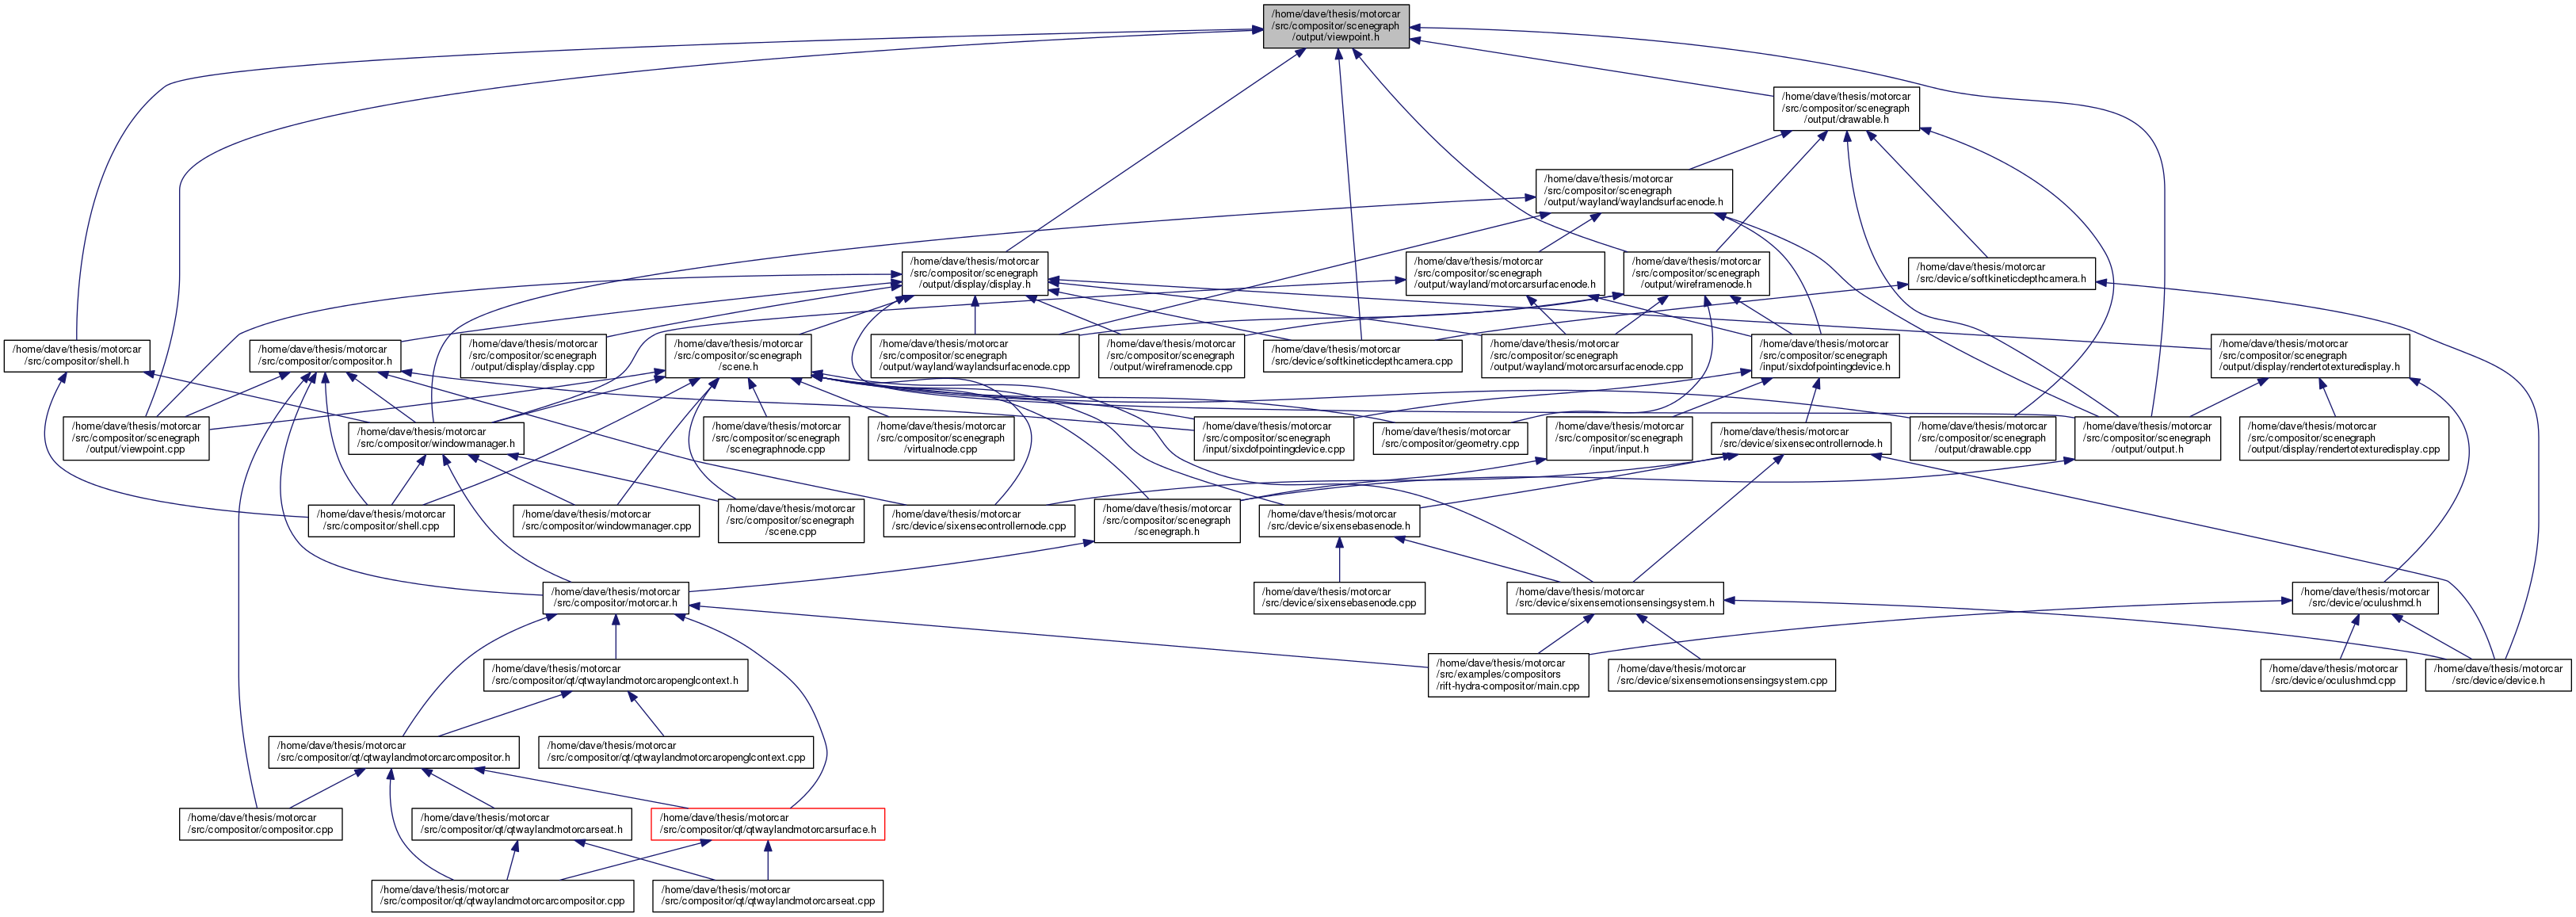 /home/dave/thesis/motorcar
/src/compositor/scenegraph
/output/viewpoint.h
/home/dave/thesis/motorcar
/src/compositor/scenegraph
/output/drawable.h
/home/dave/thesis/motorcar
/src/compositor/scenegraph
/output/wayland/waylandsurfacenode.h
/home/dave/thesis/motorcar
/src/compositor/scenegraph
/output/display/display.h
/home/dave/thesis/motorcar
/src/compositor/scenegraph
/output/wayland/motorcarsurfacenode.h
/home/dave/thesis/motorcar
/src/compositor/scenegraph
/output/wireframenode.h
/home/dave/thesis/motorcar
/src/device/softkineticdepthcamera.h
/home/dave/thesis/motorcar
/src/compositor/shell.h
/home/dave/thesis/motorcar
/src/compositor/compositor.h
/home/dave/thesis/motorcar
/src/compositor/scenegraph
/output/display/display.cpp
/home/dave/thesis/motorcar
/src/compositor/scenegraph
/scene.h
/home/dave/thesis/motorcar
/src/compositor/scenegraph
/output/wayland/waylandsurfacenode.cpp
/home/dave/thesis/motorcar
/src/compositor/scenegraph
/output/wireframenode.cpp
/home/dave/thesis/motorcar
/src/device/softkineticdepthcamera.cpp
/home/dave/thesis/motorcar
/src/compositor/scenegraph
/output/wayland/motorcarsurfacenode.cpp
/home/dave/thesis/motorcar
/src/compositor/scenegraph
/input/sixdofpointingdevice.h
/home/dave/thesis/motorcar
/src/compositor/scenegraph
/output/display/rendertotexturedisplay.h
/home/dave/thesis/motorcar
/src/compositor/scenegraph
/output/viewpoint.cpp
/home/dave/thesis/motorcar
/src/compositor/windowmanager.h
/home/dave/thesis/motorcar
/src/compositor/scenegraph
/scenegraphnode.cpp
/home/dave/thesis/motorcar
/src/compositor/scenegraph
/virtualnode.cpp
/home/dave/thesis/motorcar
/src/compositor/scenegraph
/input/sixdofpointingdevice.cpp
/home/dave/thesis/motorcar
/src/compositor/geometry.cpp
/home/dave/thesis/motorcar
/src/compositor/scenegraph
/input/input.h
/home/dave/thesis/motorcar
/src/device/sixensecontrollernode.h
/home/dave/thesis/motorcar
/src/compositor/scenegraph
/output/drawable.cpp
/home/dave/thesis/motorcar
/src/compositor/scenegraph
/output/output.h
/home/dave/thesis/motorcar
/src/compositor/scenegraph
/output/display/rendertotexturedisplay.cpp
/home/dave/thesis/motorcar
/src/compositor/shell.cpp
/home/dave/thesis/motorcar
/src/compositor/windowmanager.cpp
/home/dave/thesis/motorcar
/src/compositor/scenegraph
/scene.cpp
/home/dave/thesis/motorcar
/src/device/sixensecontrollernode.cpp
/home/dave/thesis/motorcar
/src/compositor/scenegraph
/scenegraph.h
/home/dave/thesis/motorcar
/src/device/sixensebasenode.h
/home/dave/thesis/motorcar
/src/compositor/motorcar.h
/home/dave/thesis/motorcar
/src/device/sixensebasenode.cpp
/home/dave/thesis/motorcar
/src/device/sixensemotionsensingsystem.h
/home/dave/thesis/motorcar
/src/device/oculushmd.h
/home/dave/thesis/motorcar
/src/compositor/qt/qtwaylandmotorcaropenglcontext.h
/home/dave/thesis/motorcar
/src/examples/compositors
/rift-hydra-compositor/main.cpp
/home/dave/thesis/motorcar
/src/device/sixensemotionsensingsystem.cpp
/home/dave/thesis/motorcar
/src/device/oculushmd.cpp
/home/dave/thesis/motorcar
/src/device/device.h
/home/dave/thesis/motorcar
/src/compositor/qt/qtwaylandmotorcarcompositor.h
/home/dave/thesis/motorcar
/src/compositor/qt/qtwaylandmotorcaropenglcontext.cpp
/home/dave/thesis/motorcar
/src/compositor/compositor.cpp
/home/dave/thesis/motorcar
/src/compositor/qt/qtwaylandmotorcarseat.h
/home/dave/thesis/motorcar
/src/compositor/qt/qtwaylandmotorcarsurface.h
/home/dave/thesis/motorcar
/src/compositor/qt/qtwaylandmotorcarcompositor.cpp
/home/dave/thesis/motorcar
/src/compositor/qt/qtwaylandmotorcarseat.cpp